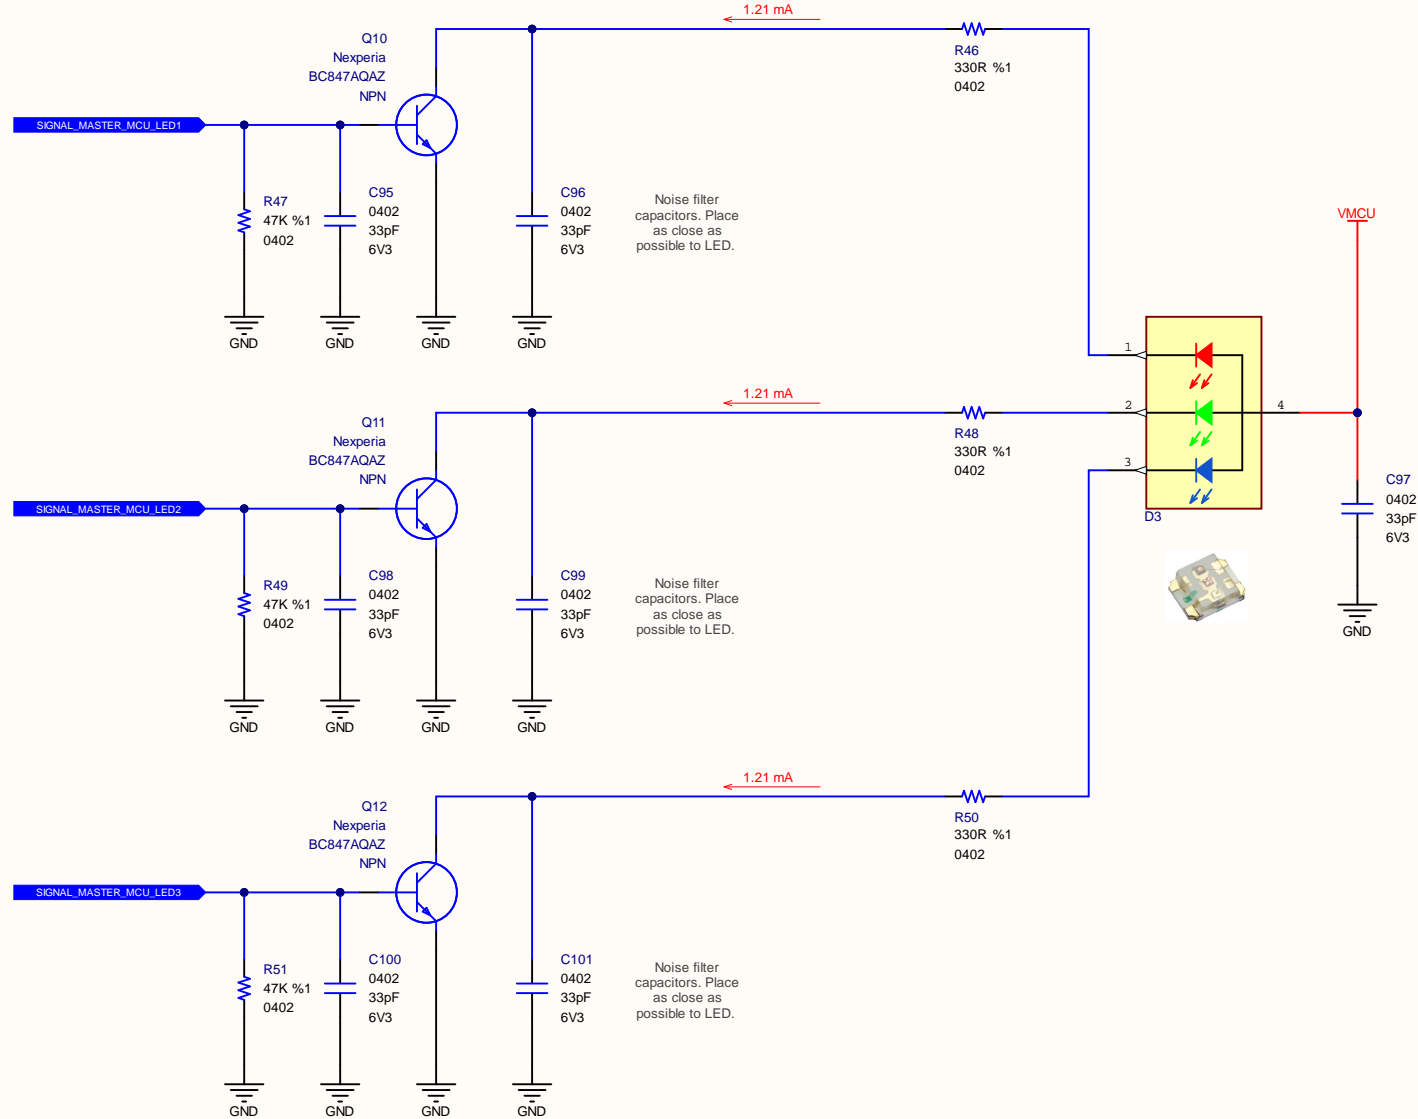 1.21 mA
Q10
Nexperia
BC847AQAZ
NPN
R46
330R %1
0402
SIGNAL_MASTER_MCU_LED1
R47
47K %1
0402
C95
0402
33pF
6V3
C96
0402
33pF
6V3
Noise filter
capacitors. Place
as close as
possible to LED.
GND
GND
GND
GND
VMCU
1
2
3
4
D3
C97
0402
33pF
6V3
GND
1.21 mA
Q11
Nexperia
BC847AQAZ
NPN
R48
330R %1
0402
SIGNAL_MASTER_MCU_LED2
R49
47K %1
0402
C98
0402
33pF
6V3
C99
0402
33pF
6V3
Noise filter
capacitors. Place
as close as
possible to LED.
GND
GND
GND
GND
1.21 mA
Q12
Nexperia
BC847AQAZ
NPN
R50
330R %1
0402
SIGNAL_MASTER_MCU_LED3
R51
47K %1
0402
C100
0402
33pF
6V3
C101
0402
33pF
6V3
Noise filter
capacitors. Place
as close as
possible to LED.
GND
GND
GND
GND